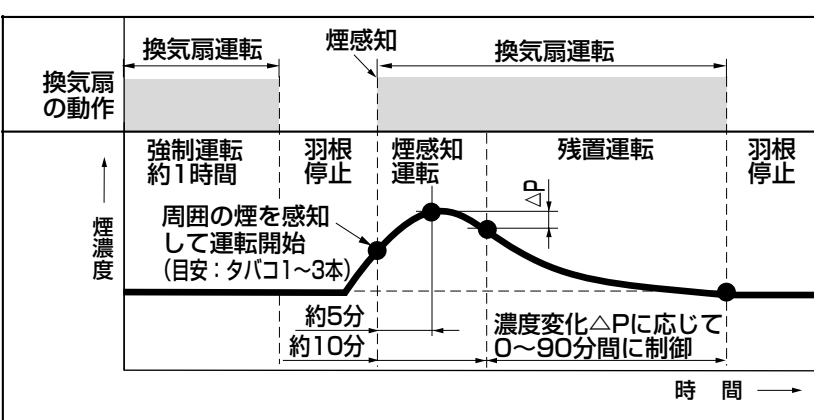 換気扇運転
煙感知
換気扇運転
換気扇
の動作
強制運転
約1時間
羽根
停止
煙感知
運転
残置運転
羽根
停止
△P
周囲の煙を感知
して運転開始
(目安：タバコ1〜3本)
煙濃度
約5分
約10分
濃度変化△Pに応じて
0〜90分間に制御
時 間